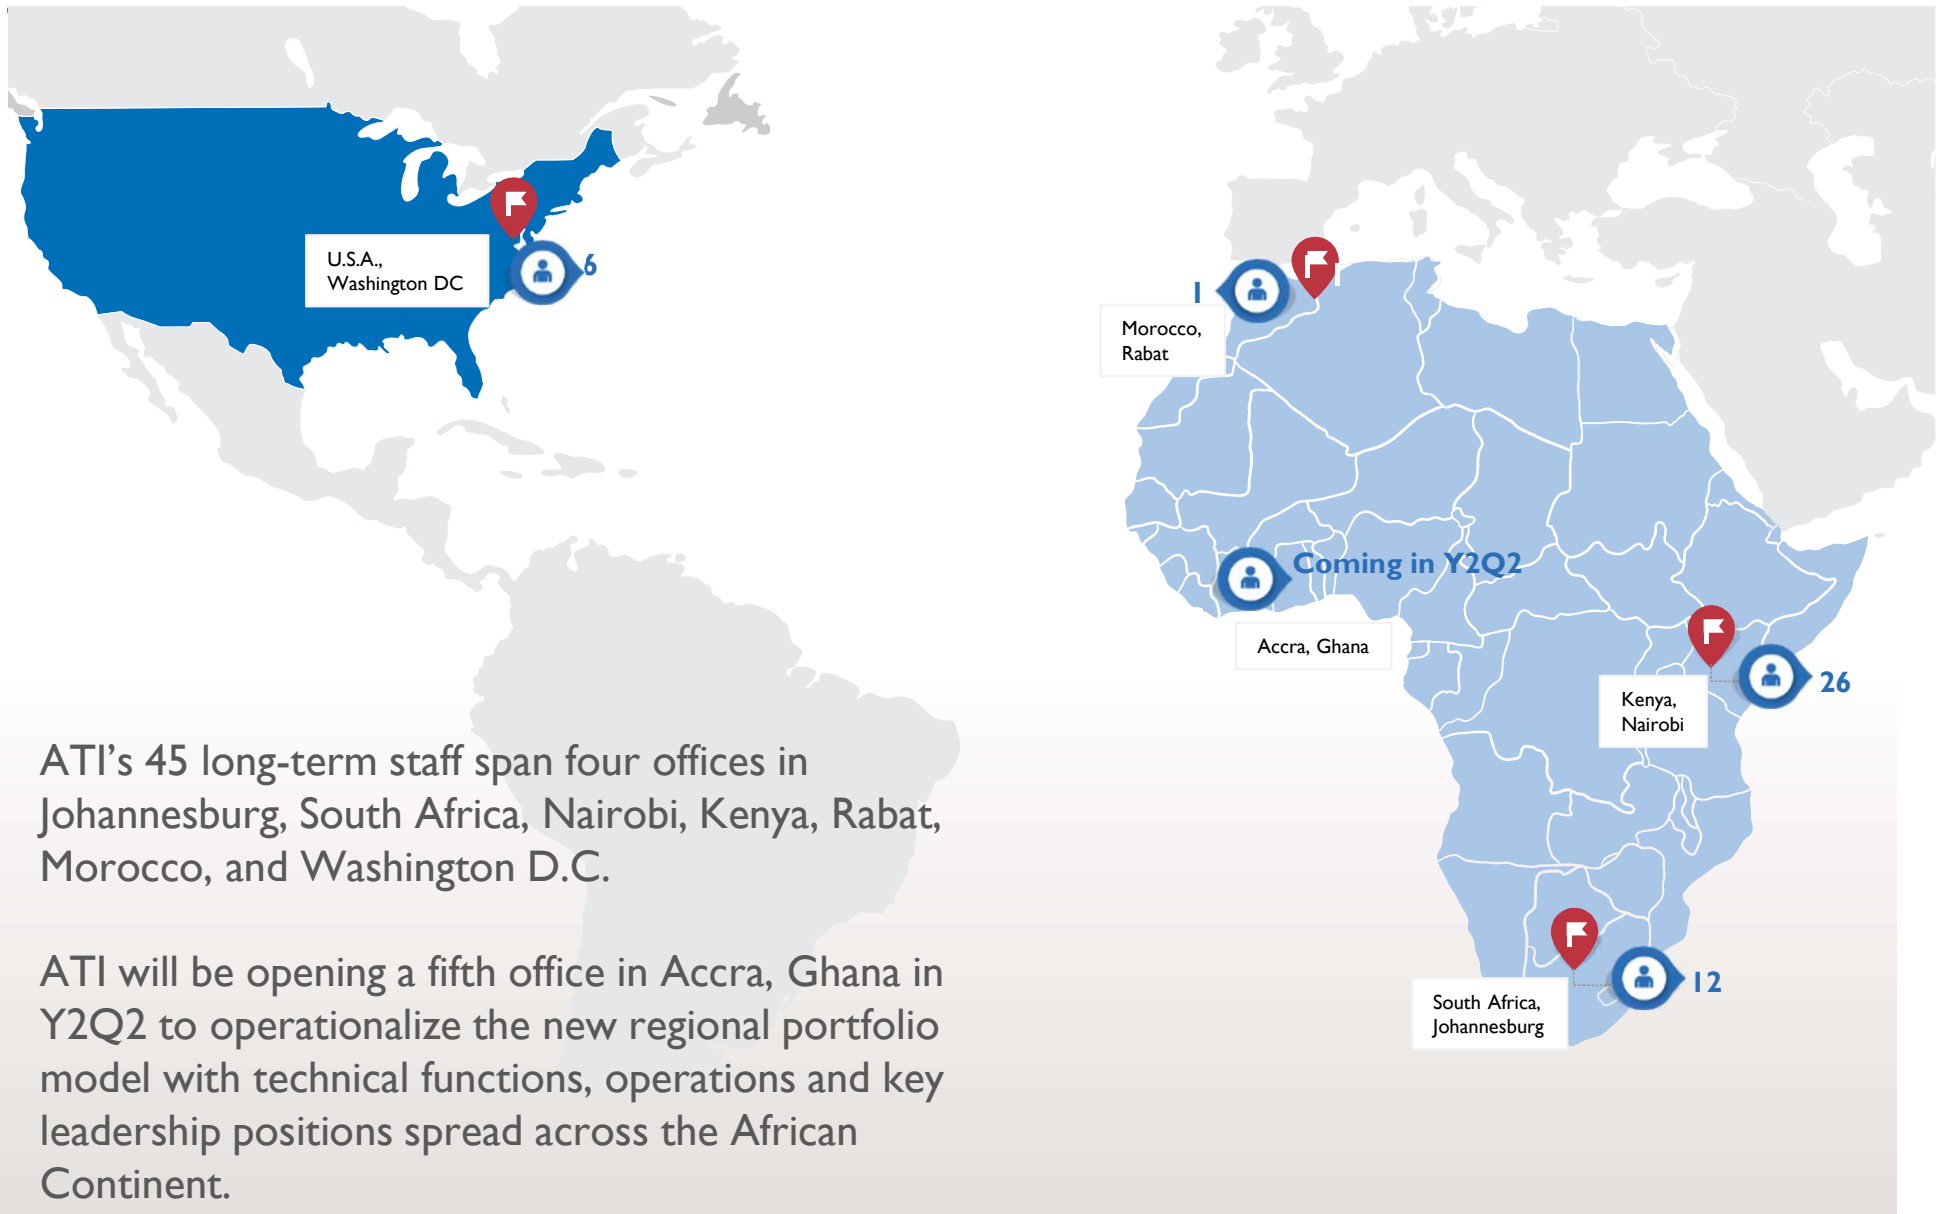 U.S.A.,
Washington DC
6
1
Morocco,
Rabat
Coming in Y2Q2
Accra, Ghana
Kenya,
Nairobi
26
South Africa,
Johannesburg
12
ATI’s 45 long-term staff span four offices in
Johannesburg, South Africa, Nairobi, Kenya, Rabat,
Morocco, and Washington D.C.
ATI will be opening a fifth office in Accra, Ghana in
Y2Q2 to operationalize the new regional portfolio
model with technical functions, operations and key
leadership positions spread across the African
Continent.